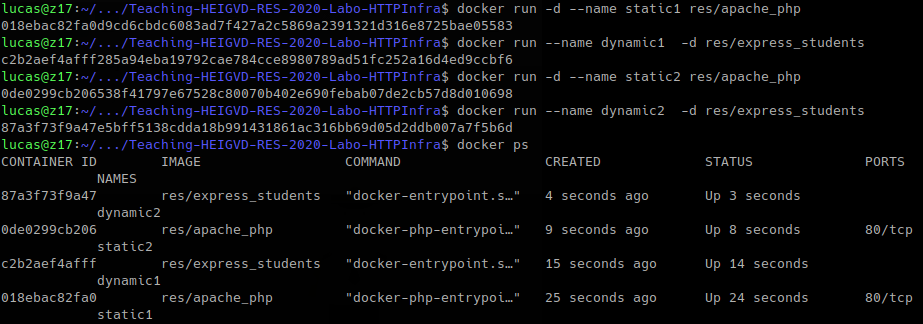 lucas@z17:~/.../Teaching-HEIGVD-RES-2020-Labo-HTTPInfra$ docker run -d --name static1 res/apache_php
018ebac82fa0d9cd6cbdc6083ad7f427a2c5869a2391321d316e8725bae05583
lucas@z17:~/.../Teaching-HEIGVD-RES-2020-Labo-HTTPInfra$ docker run --name dynamic1  -d res/express_students
c2b2aef4afff285a94eba19792cae784cce8980789ad51fc252a16d4ed9ccbf6
lucas@z17:~/.../Teaching-HEIGVD-RES-2020-Labo-HTTPInfra$ docker run -d --name static2 res/apache_php
0de0299cb206538f41797e67528c80070b402e690febab07de2cb57d8d010698
lucas@z17:~/.../Teaching-HEIGVD-RES-2020-Labo-HTTPInfra$ docker run --name dynamic2  -d res/express_students
87a3f73f9a47e5bff5138cdda18b991431861ac316bb69d05d2ddb007a7f5b6d
lucas@z17:~/.../Teaching-HEIGVD-RES-2020-Labo-HTTPInfra$ docker ps
CONTAINER ID        IMAGE                  COMMAND                  CREATED             STATUS              PORTS
            NAMES
87a3f73f9a47        res/express_students   "docker-entrypoint.s…"   4 seconds ago       Up 3 seconds
            dynamic2
0de0299cb206        res/apache_php         "docker-php-entrypoi…"   9 seconds ago       Up 8 seconds        80/tcp
            static2
c2b2aef4afff        res/express_students   "docker-entrypoint.s…"   15 seconds ago      Up 14 seconds
            dynamic1
018ebac82fa0        res/apache_php         "docker-php-entrypoi…"   25 seconds ago      Up 24 seconds       80/tcp
            static1